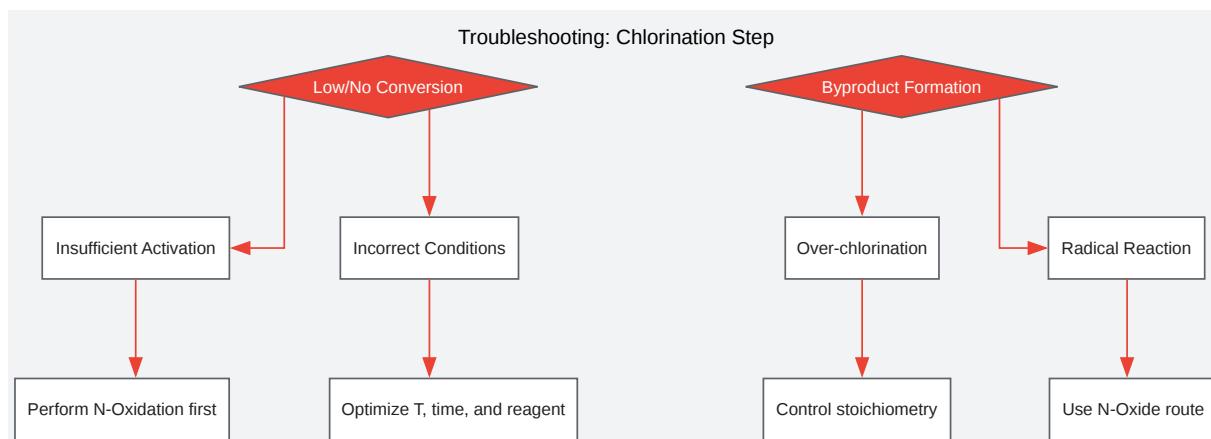 Troubleshooting: Chlorination Step
Low/No Conversion
Byproduct Formation
Insufficient Activation
Incorrect Conditions
Over-chlorination
Radical Reaction
Perform N-Oxidation first
Optimize T, time, and reagent
Control stoichiometry
Use N-Oxide route